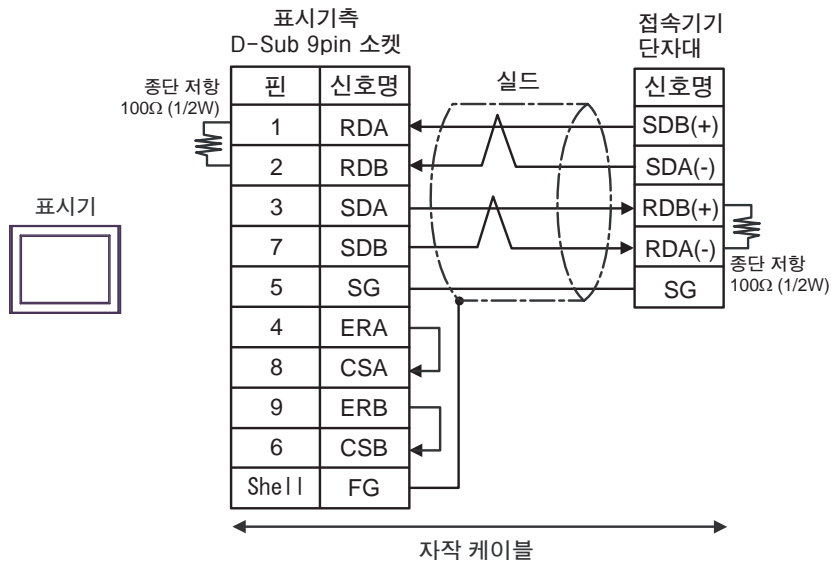 표시기측
D-Sub 9pin 소켓
접속기기
단자대
종단 저항
100Ω (1/2W)
핀 신호명
실드
신호명
1 RDA
SDB(+)
2 RDB
SDA(-)
표시기
3 SDA
RDB(+)
7 SDB
RDA(-)
종단 저항
100Ω (1/2W)
5 SG
SG
4 ERA
8 CSA
9 ERB
6 CSB
Shell FG
자작 케이블